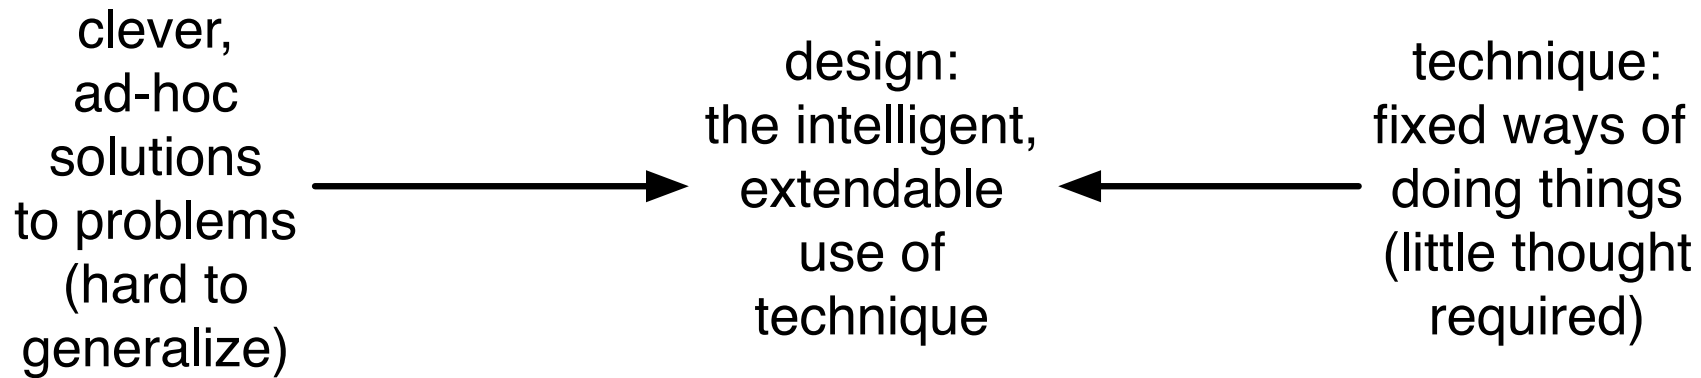 clever,
ad-hoc
solutions
to problems
(hard to
generalize)
design:
the intelligent,
extendable
use of
technique
technique:
fixed ways of
doing things
(little thought
required)